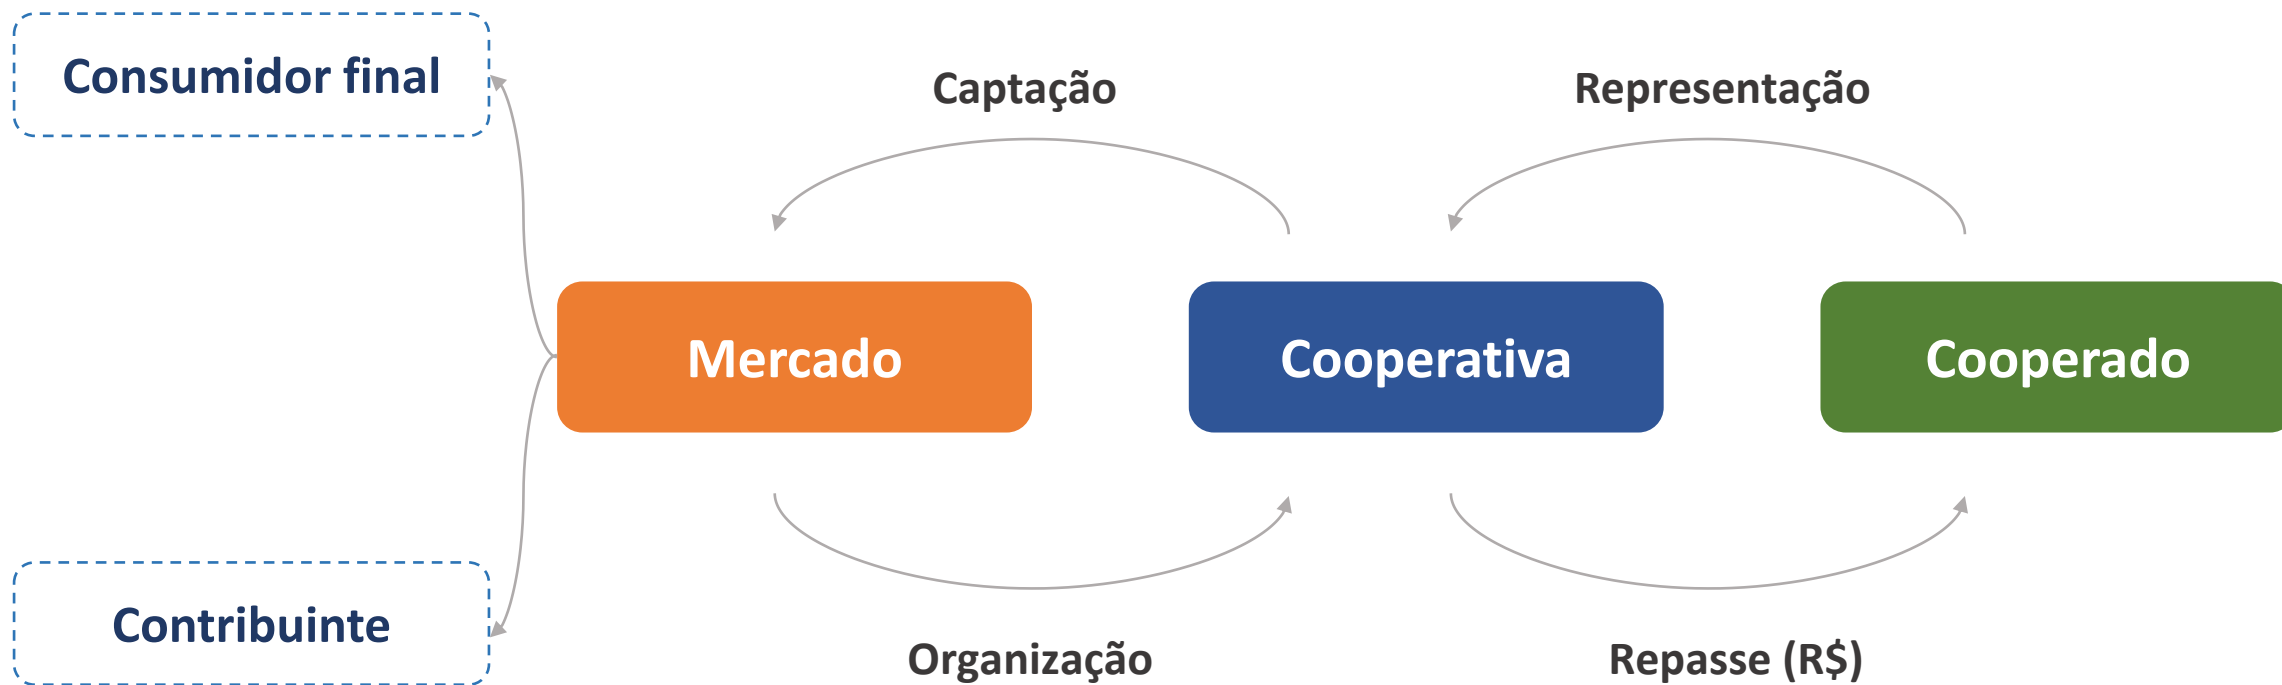 Consumidor final
Captação
Representação
Mercado
Cooperativa
Cooperado
Contribuinte
Organização
Repasse (R$)